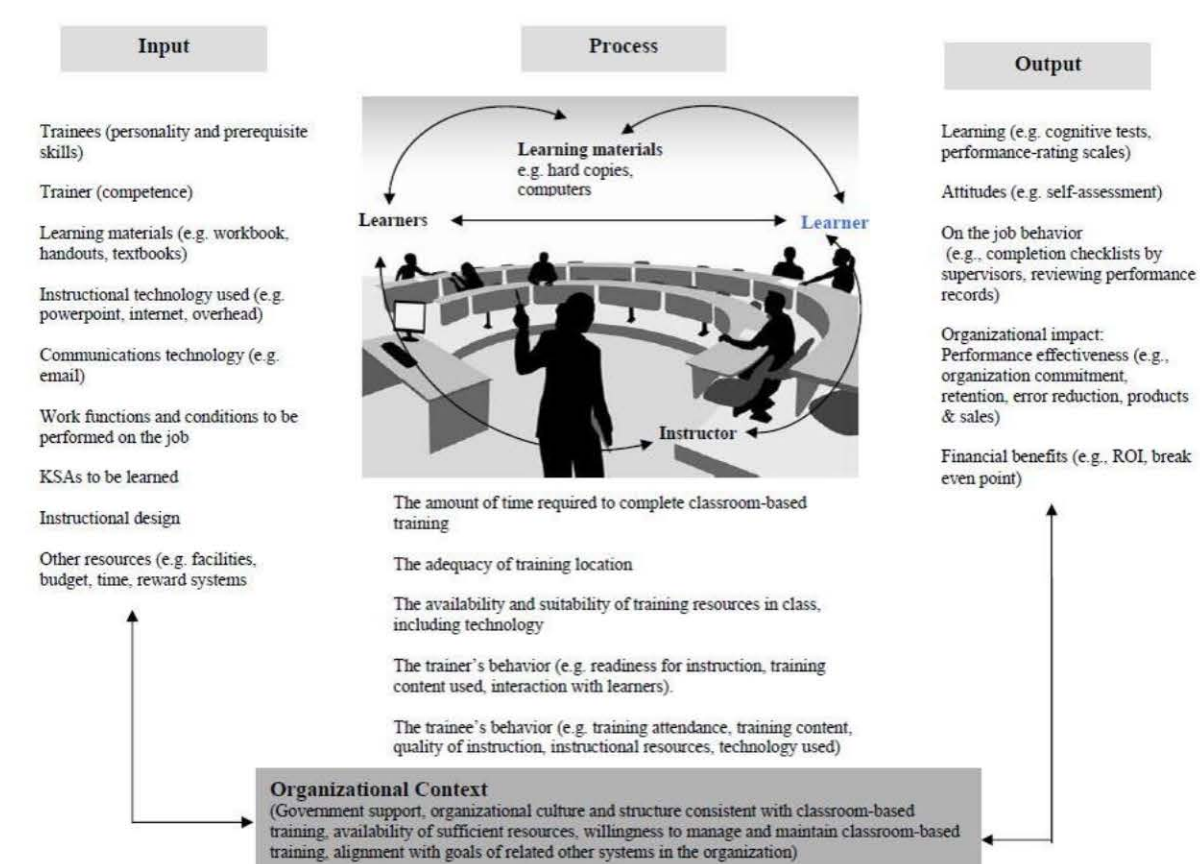 Input
Trainees (personality and prerequisite
skills)
Trainer (competence)
Learning materials (e.g. workbook,
handouts, textbooks)
Instructional technology used (e.g.
powerpoint, internet, overhead)
Communications technology (e.g.
email)
Work functions and conditions to be
performed on the job
KSAs to be learned
Instructional design
Other resources (e.g. facilities,
budget, time, reward systems
Process
Learning materials
e.g. hard copies,
computers
Learners
Learner
Instructor
The amount of time required to complete classroom-based
training
The adequacy of training location
The availability and suitability of training resources in class,
including technology
The trainer's behavior (e.g. readiness for instruction, training
content used, interaction with learners).
The trainee's behavior (e.g. training attendance, training content,
quality of instruction, instructional resources, technology used)
Output
Learning (e.g. cognitive tests,
performance-rating scales)
Attitudes (e.g. self-assessment)
On the job behavior
(e.g., completion checklists by
supervisors, reviewing performance
records)
Organizational impact:
Performance effectiveness (e.g.,
organization commitment,
retention, error reduction, products
& sales)
Financial benefits (e.g., ROI, break
even point)
Organizational Context
(Government support, organizational culture and structure consistent with classroom-based
training, availability of sufficient resources, willingness to manage and maintain classroom-based
training, alignment with goals of related other systems in the organization)